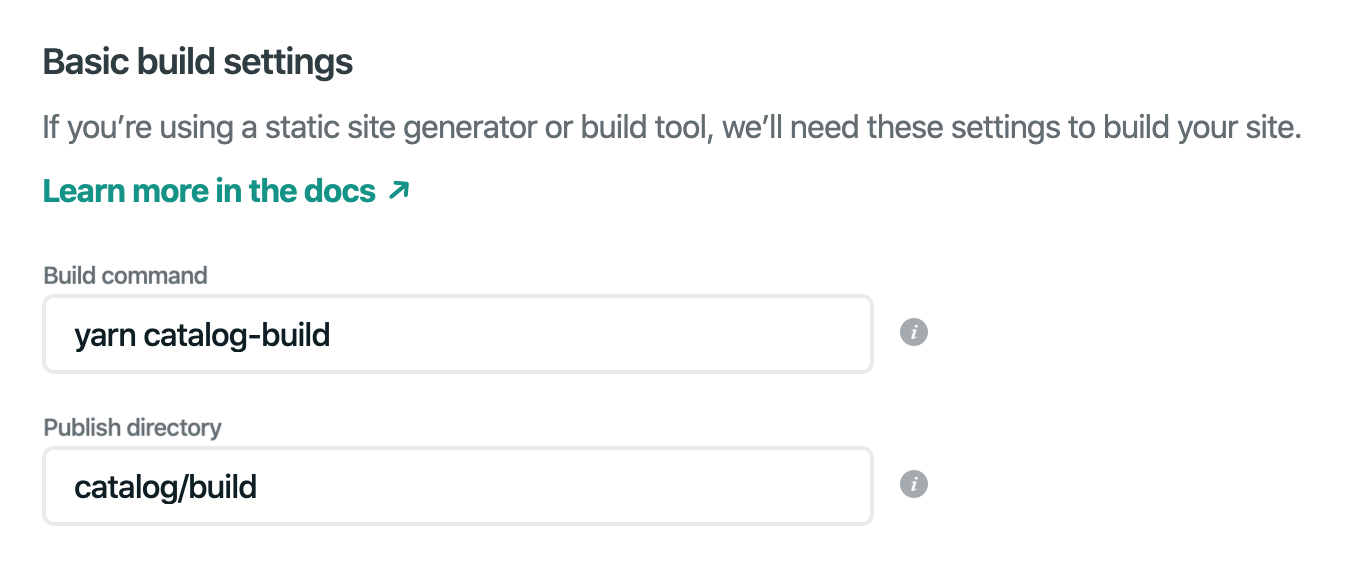 Basic build settings
If you’re using a static site generator or build tool, we’ll need these settings to build your site.
Learn more in the docs ↗
Build command
yarn catalog-build
i
Publish directory
catalog/build
i